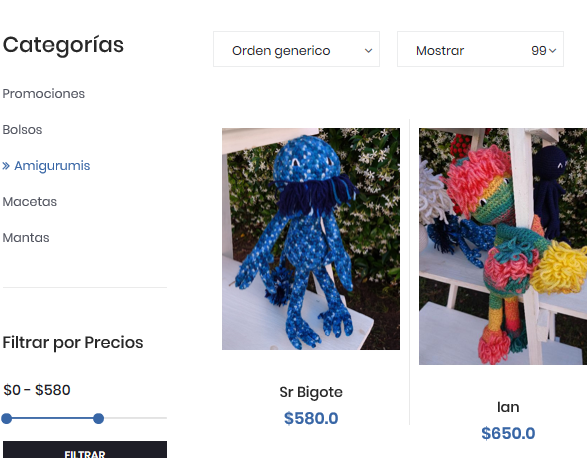 Categorías
Orden generico
Mostrar 99
Promociones
Bolsos
» Amigurumis
Macetas
Mantas
Filtrar por Precios
$0 - $580
FILTRAR
Sr Bigote
$580.0
Ian
$650.0